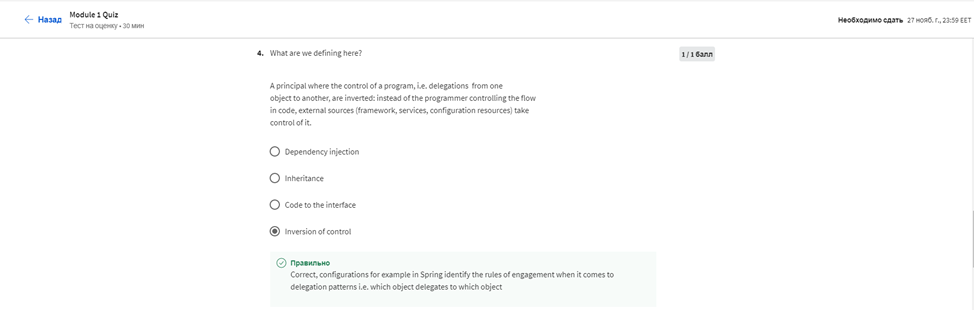 Назад
Module 1 Quiz
Тест на оценку • 30 мин
Необходимо сдать 27 нояб. г., 23:59 EET
4. What are we defining here?
1 / 1 балл
A principal where the control of a program, i.e. delegations from one
object to another, are inverted: instead of the programmer controlling the flow
in code, external sources (framework, services, configuration resources) take
control of it.
Dependency injection
Inheritance
Code to the interface
Inversion of control
Правильно
Correct, configurations for example in Spring identify the rules of engagement when it comes to
delegation patterns i.e. which object delegates to which object